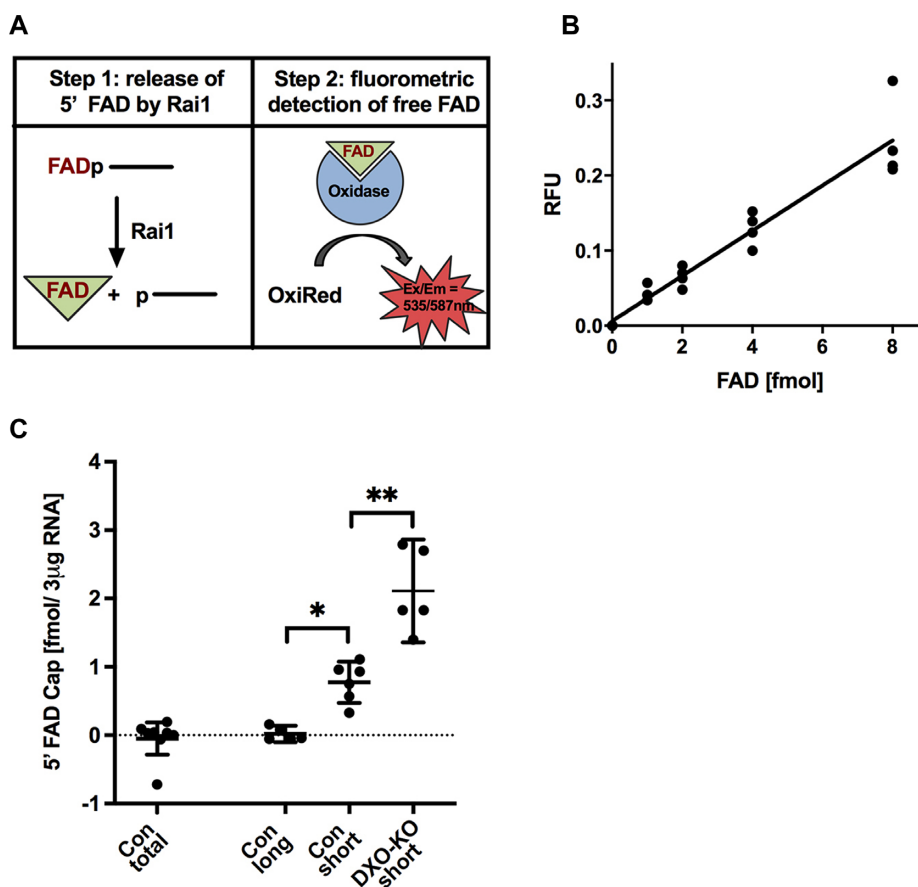 A
Step 1: release of
5' FAD by Rai1
FADp
Rai1
FAD
+ p
Step 2: fluorometric
detection of free FAD
FAD
Oxidase
OxiRed
Ex/Em =
535/587nm
B
RFU
0.3
0.2
0.1
0.0
0 2 4 6 8
FAD [fmol]
C
5' FAD Cap [fmol/ 3μg RNA]
4
3
2
1
0
-1
*
**
Con
total
Con
long
Con
short
DXO-KO
short